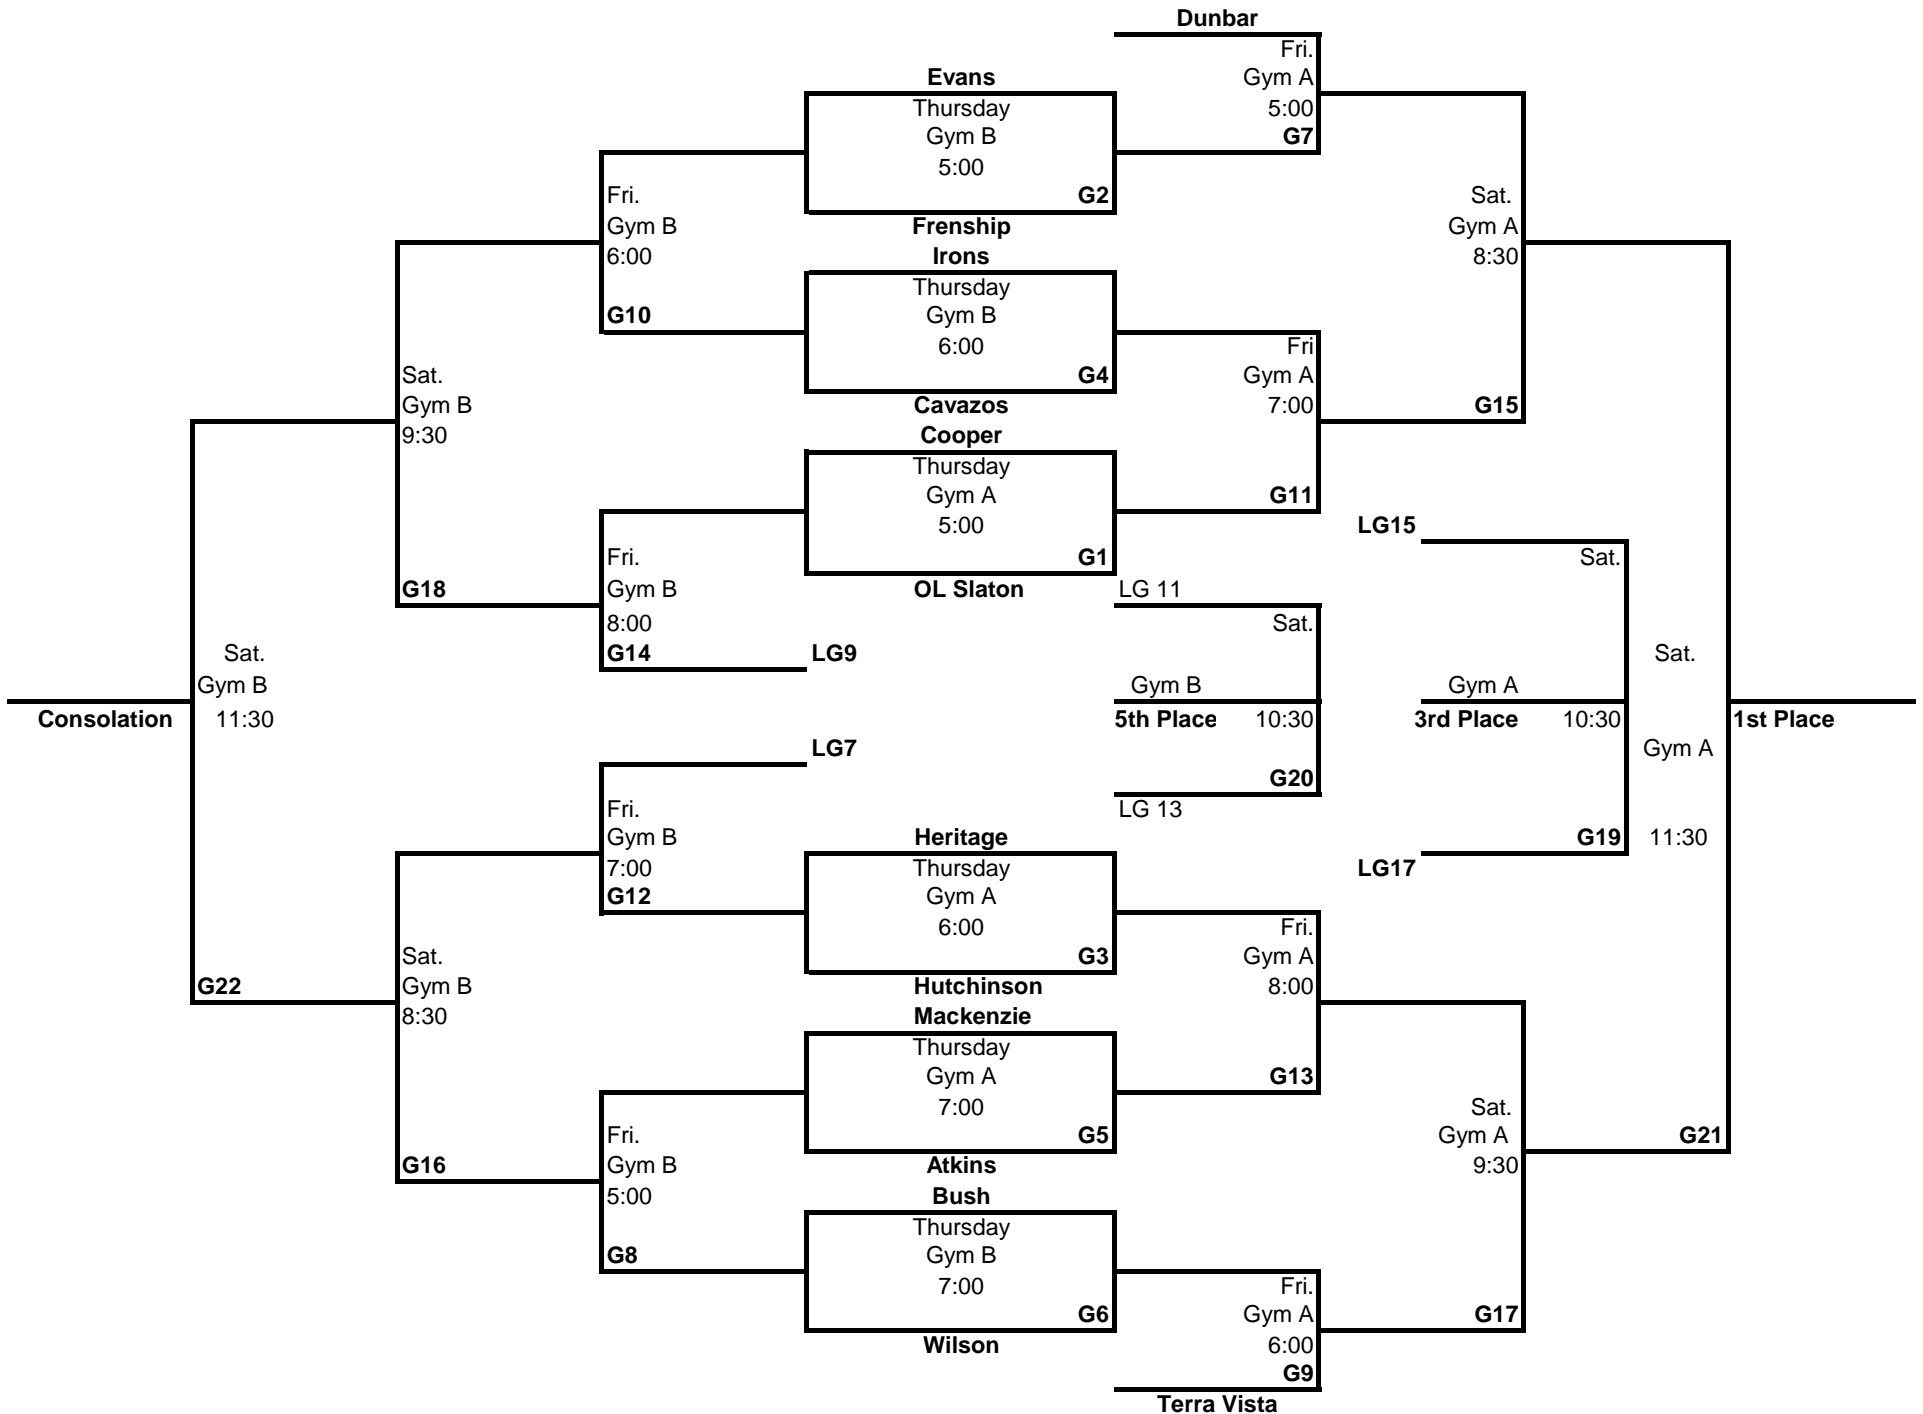 Dunbar
Fri.
Gym A
5:00
G7
Evans
Thursday
Gym B
5:00
G2
Frenship
Fri.
Gym B
6:00
G10
Irons
Thursday
Gym B
6:00
G4
Cavazos
Sat.
Gym A
8:30
G15
Fri
Gym A
7:00
G11
Sat.
Gym B
9:30
G18
Cooper
Thursday
Gym A
5:00
G1
OL Slaton
Fri.
Gym B
8:00
G14
LG9
LG 11
Sat.
Gym B
5th Place 10:30
G20
LG 13
LG15
Sat.
Gym A
3rd Place 10:30
G19
LG17
Sat.
Gym A
11:30
1st Place
G21
Sat.
Gym B
Consolation 11:30
G22
LG7
Fri.
Gym B
7:00
G12
Heritage
Thursday
Gym A
6:00
G3
Hutchinson
Fri.
Gym A
8:00
G13
Sat.
Gym B
8:30
G16
Mackenzie
Thursday
Gym A
7:00
G5
Atkins
Sat.
Gym A
9:30
G17
Fri.
Gym B
5:00
G8
Bush
Thursday
Gym B
7:00
G6
Wilson
Fri.
Gym A
6:00
G9
Terra Vista